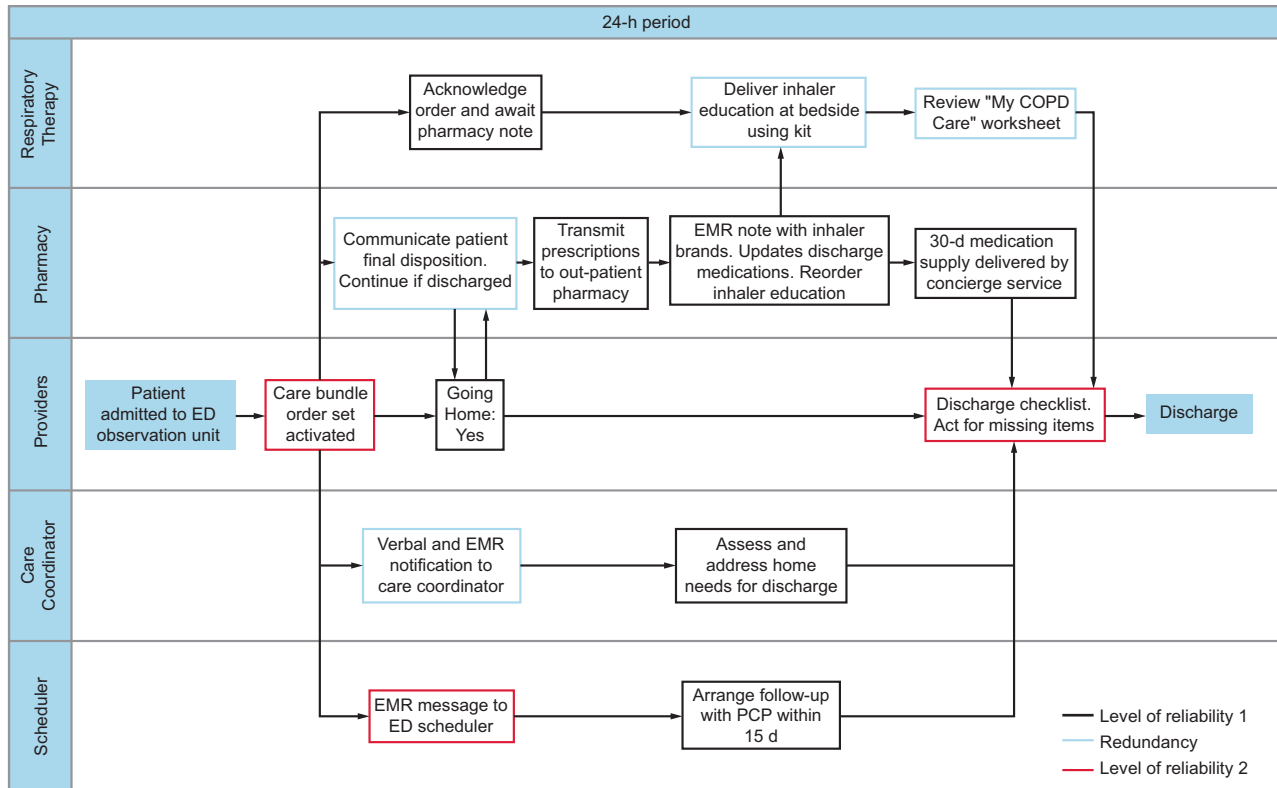 24-h period
Respiratory
Therapy
Acknowledge
order and await
pharmacy note
Deliver inhaler
education at bedside
using kit
Review "My COPD
Care" worksheet
Pharmacy
Communicate patient
final disposition.
Continue if discharged
Transmit
prescriptions
to out-patient
pharmacy
EMR note with inhaler
brands. Updates discharge
medications. Reorder
inhaler education
30-d medication
supply delivered by
concierge service
Providers
Patient
admitted to ED
observation unit
Care bundle
order set
activated
Going
Home:
Yes
Discharge checklist.
Act for missing items
Discharge
Care
Coordinator
Verbal and EMR
notification to
care coordinator
Assess and
address home
needs for discharge
Scheduler
EMR message to
ED scheduler
Arrange follow-up
with PCP within
15 d
Level of reliability 1
Redundancy
Level of reliability 2